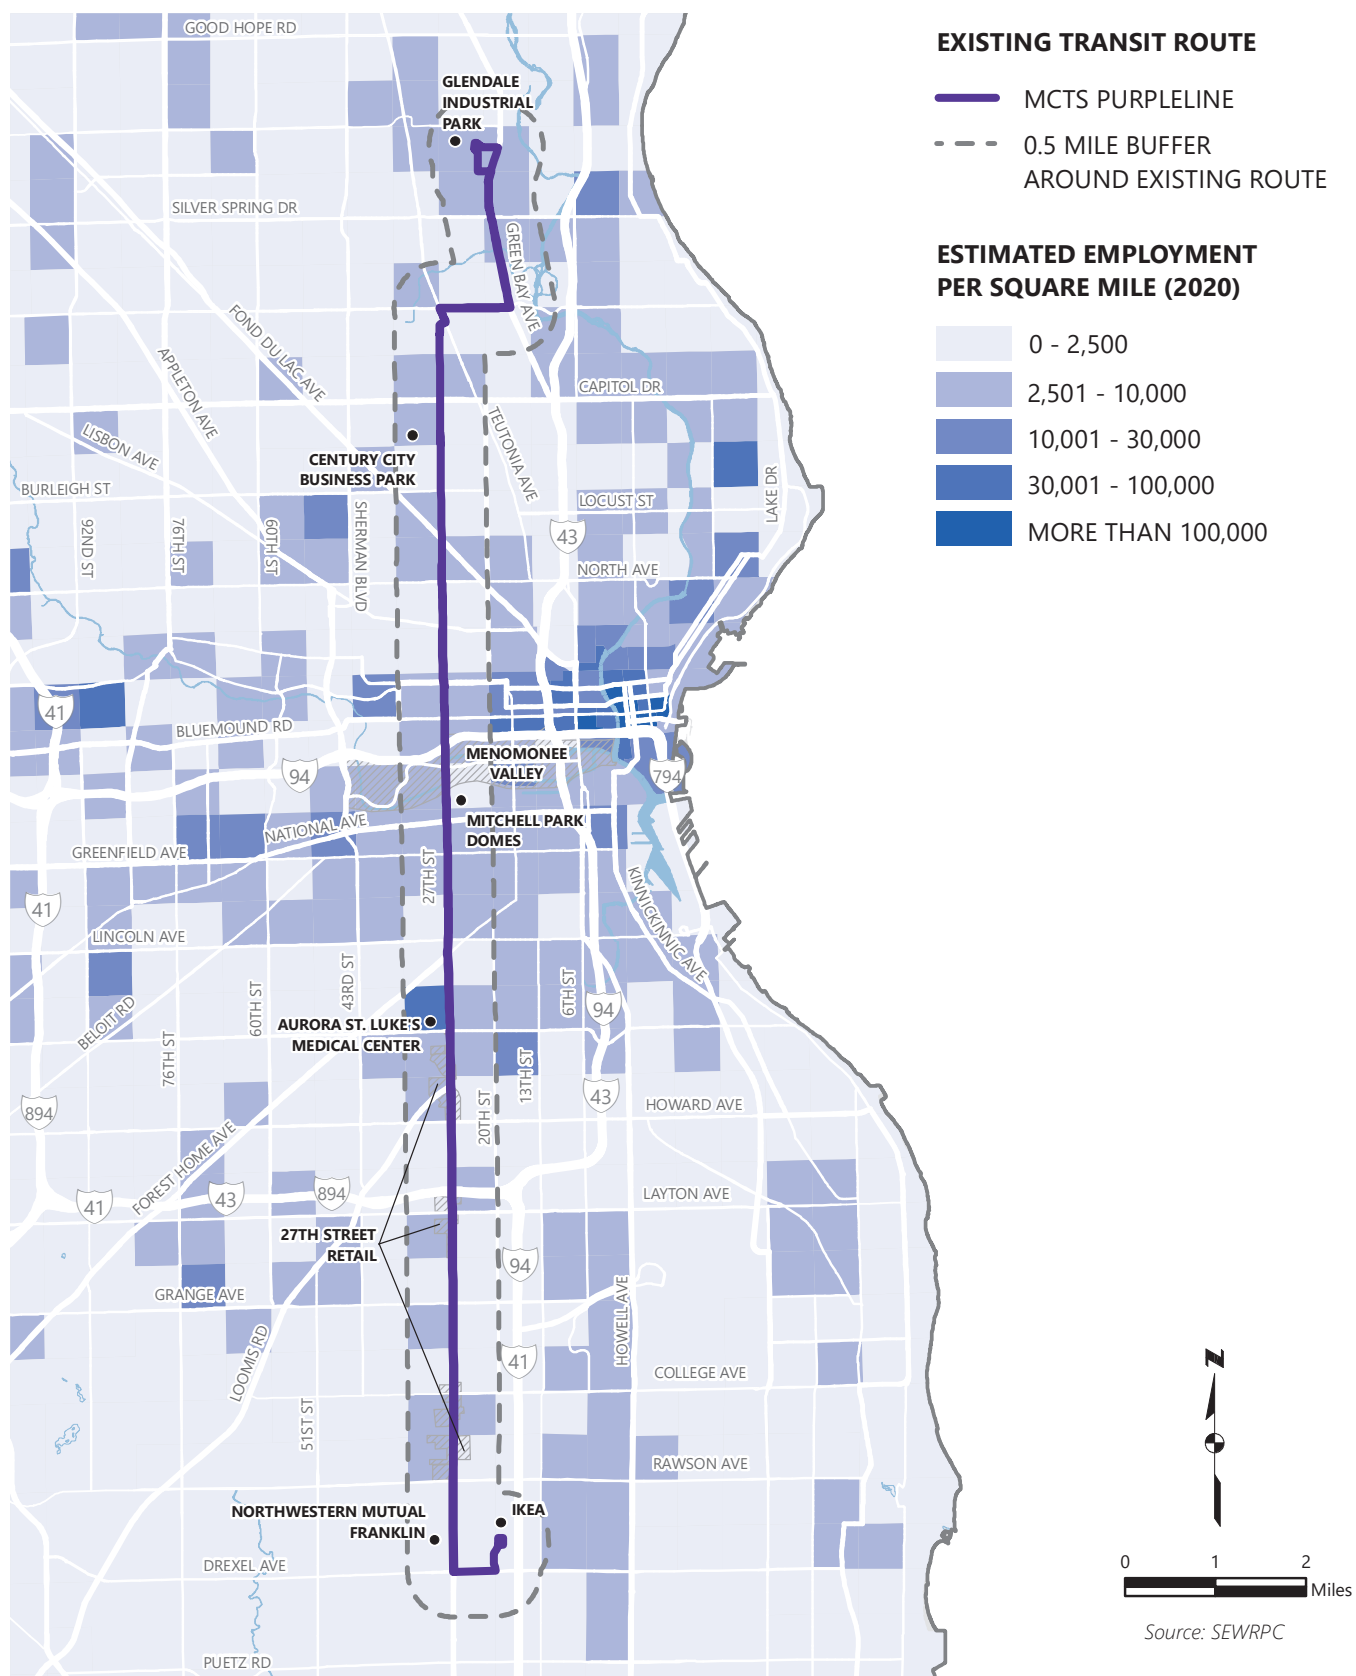 EXISTING TRANSIT ROUTE
MCTS PURPLELINE
0.5 MILE BUFFER
AROUND EXISTING ROUTE
ESTIMATED EMPLOYMENT
PER SQUARE MILE (2020)
0 - 2,500
2,501 - 10,000
10,001 - 30,000
30,001 - 100,000
MORE THAN 100,000
GOOD HOPE RD
GLENDALE
INDUSTRIAL
PARK
SILVER SPRING DR
GREEN BAY AVE
FOND DU LAC AVE
APPLETON AVE
CAPITOL DR
LISBON AVE
TEUTONIA AVE
CENTURY CITY
BUSINESS PARK
BURLEIGH ST
LOCUST ST
LAKE DR
92ND ST
76TH ST
60TH ST
SHERMAN BLVD
43
NORTH AVE
41
BLUEMOUND RD
94
MENOMONEE
VALLEY
794
MITCHELL PARK
DOMES
NATIONAL AVE
GREENFIELD AVE
27TH ST
KINNICKINNIC AVE
41
LINCOLN AVE
43RD ST
60TH ST
6TH ST
94
BELOIT RD
76TH ST
AURORA ST. LUKE'S
MEDICAL CENTER
13TH ST
20TH ST
43
894
HOWARD AVE
FOREST HOME AVE
41
43
894
LAYTON AVE
27TH STREET
RETAIL
94
GRANGE AVE
HOWELL AVE
LOOMIS RD
41
COLLEGE AVE
51ST ST
RAWSON AVE
NORTHWESTERN MUTUAL
FRANKLIN
IKEA
DREXEL AVE
PUETZ RD
N
0 1 2
Miles
Source: SEWRPC